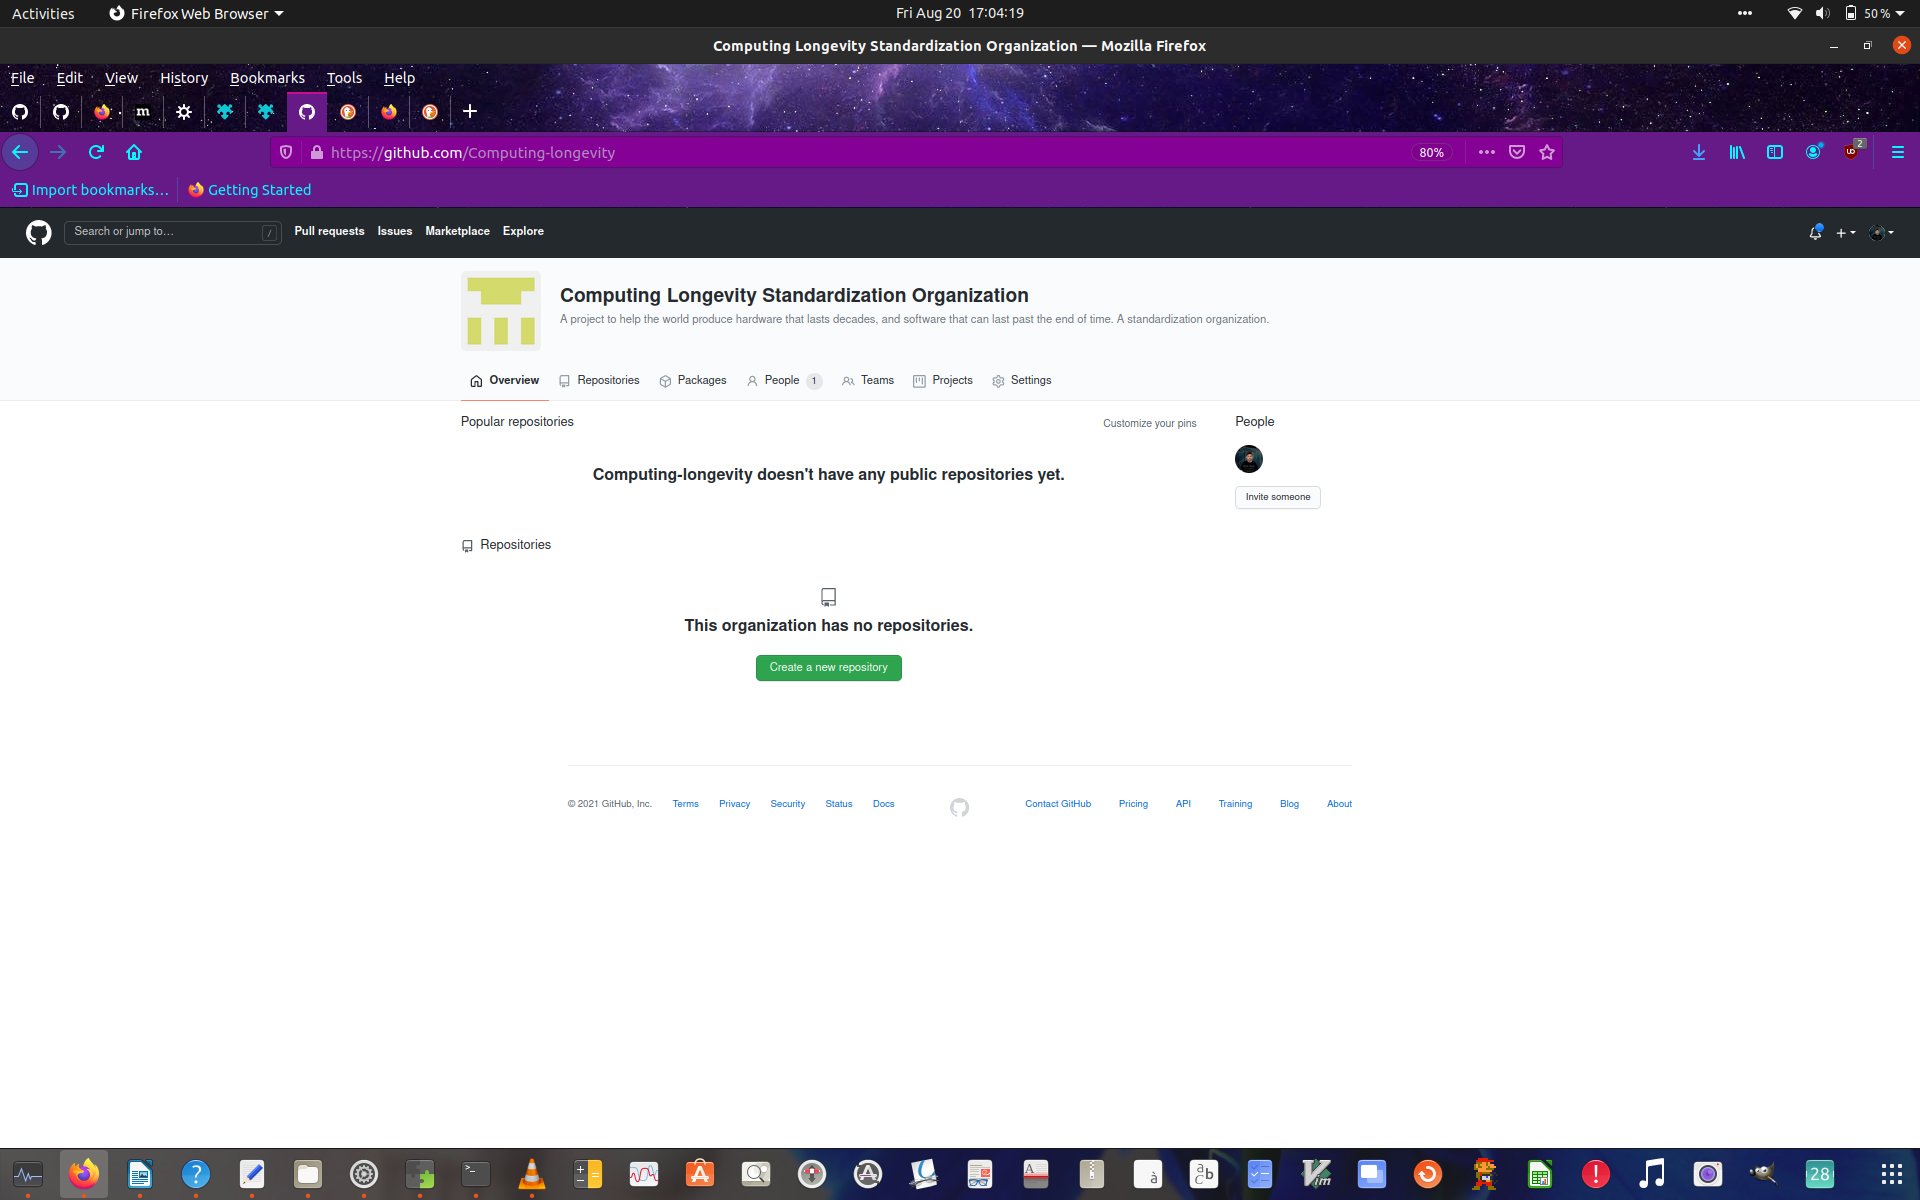 Activities
Firefox Web Browser
Fri Aug 20 17:04:19
50 %
Computing Longevity Standardization Organization — Mozilla Firefox
File Edit View History Bookmarks Tools Help
m
https://github.com/Computing-longevity
80%
2
Import bookmarks…
Getting Started
Search or jump to…
/
Pull requests
Issues
Marketplace
Explore
Computing Longevity Standardization Organization
A project to help the world produce hardware that lasts decades, and software that can last past the end of time. A standardization organization.
Overview
Repositories
Packages
People 1
Teams
Projects
Settings
Popular repositories
Customize your pins
People
Computing-longevity doesn't have any public repositories yet.
Invite someone
Repositories
This organization has no repositories.
Create a new repository
© 2021 GitHub, Inc.
Terms
Privacy
Security
Status
Docs
Contact GitHub
Pricing
API
Training
Blog
About
28